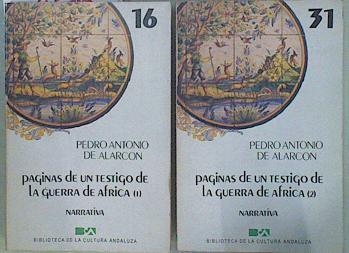 16
PEDRO ANTONIO
DE ALARCON
PAGINAS DE UN TESTIGO DE
LA GUERRA DE AFRICA (1)
NARRATIVA
BIBLIOTECA DE LA CULTURA ANDALUZA
31
PEDRO ANTONIO
DE ALARCON
PAGINAS DE UN TESTIGO DE
LA GUERRA DE AFRICA (2)
NARRATIVA
BIBLIOTECA DE LA CULTURA ANDALUZA